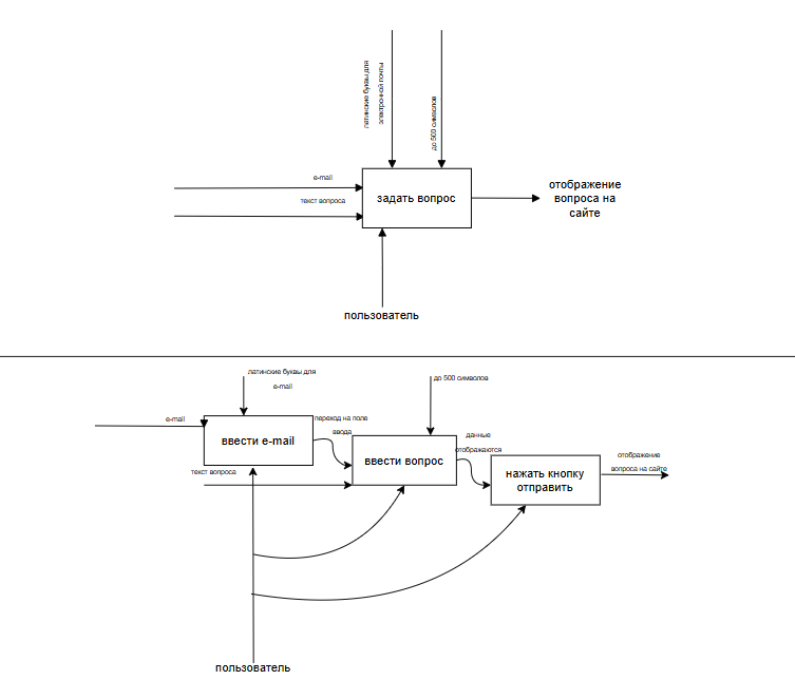 латинские буквы для
электронной почты
до 500 символов
e-mail
текст вопроса
задать вопрос
отображение
вопроса на
сайте
пользователь
латинские буквы для
e-mail
до 500 символов
e-mail
переход на поле
ввода
ввести e-mail
данные
отображаются
ввести вопрос
отображение
вопроса на сайте
текст вопроса
нажать кнопку
отправить
пользователь